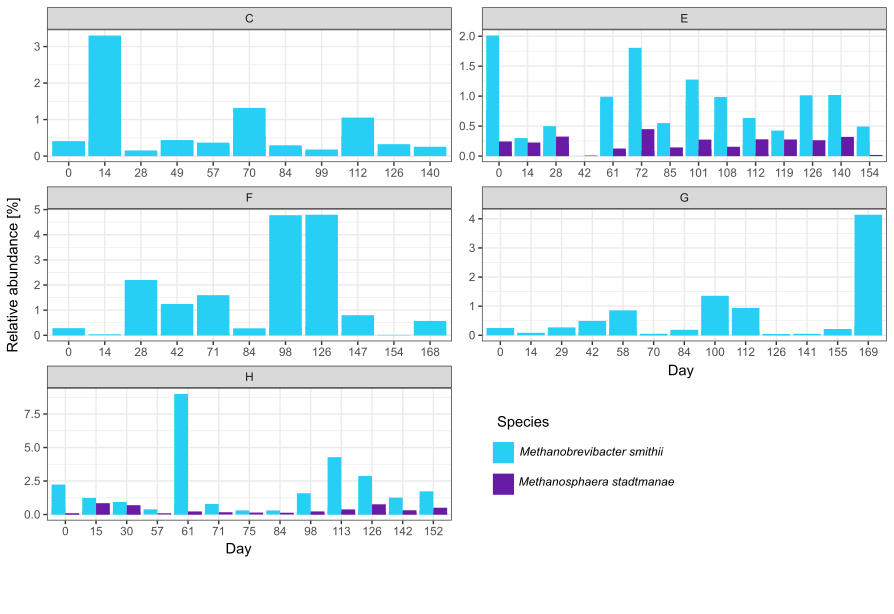 C
3
2
1
0
0 14 28 49 57 70 84 99 112 126 140
E
2.0
1.5
1.0
0.5
0.0
0 14 28 42 61 72 85 101 108 112 119 126 140 154
Relative abundance [%]
F
5
4
3
2
1
0
0 14 28 42 71 84 98 126 147 154 168
G
4
3
2
1
0
0 14 29 42 58 70 84 100 112 126 141 155 169
Day
H
7.5
5.0
2.5
0.0
0 15 30 57 61 71 75 84 98 113 126 142 152
Day
Species
Methanobrevibacter smithii
Methanosphaera stadtmanae